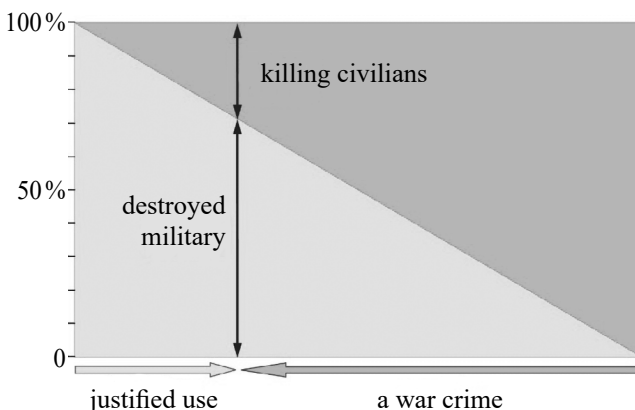 100%
killing civilians
50%
destroyed
military
0
justified use
a war crime